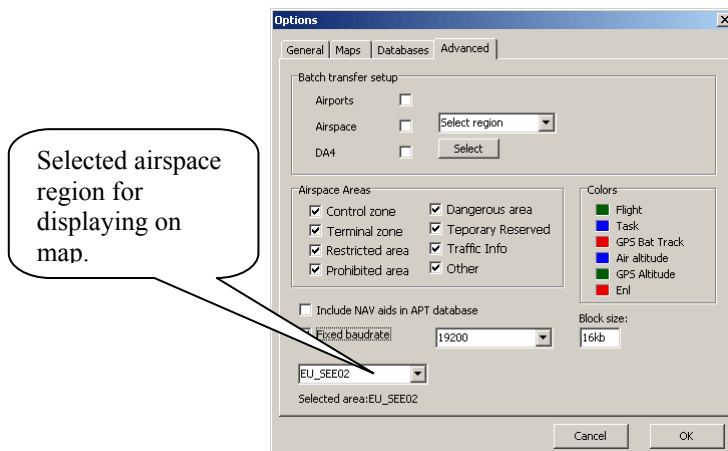 Options
General Maps Databases Advanced
Batch transfer setup
Airports
Airspace Select region
DA4 Select
Selected airspace
region for
displaying on
map.
Airspace Areas
Control zone Dangerous area
Terminal zone Teporary Reserved
Restricted area Traffic Info
Prohibited area Other
Colors
Flight
Task
GPS Bat Track
Air altitude
GPS Altitude
Enl
Include NAV aids in APT database
Fixed baudrate 19200
Block size:
16kb
EU_SEE02
Selected area:EU_SEE02
Cancel OK